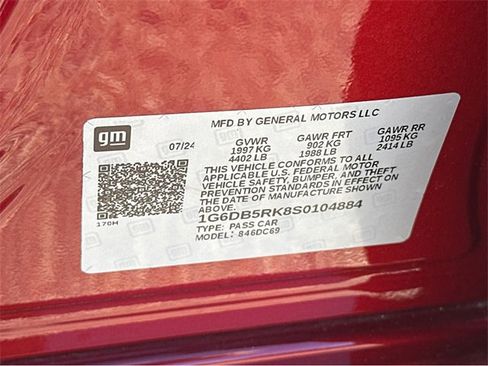 MFD BY GENERAL MOTORS LLC
gm
07/24 GVWR GAWR FRT GAWR RR
1997 KG 902 KG 1095 KG
4402 LB 1988 LB 2414 LB
THIS VEHICLE CONFORMS TO ALL
APPLICABLE U.S. FEDERAL MOTOR
VEHICLE SAFETY, BUMPER, AND THEFT
PREVENTION STANDARDS IN EFFECT ON
THE DATE OF MANUFACTURE SHOWN ABOVE.
1G6DB5RK8S0104884
170H
TYPE: PASS CAR
MODEL: 846DC69